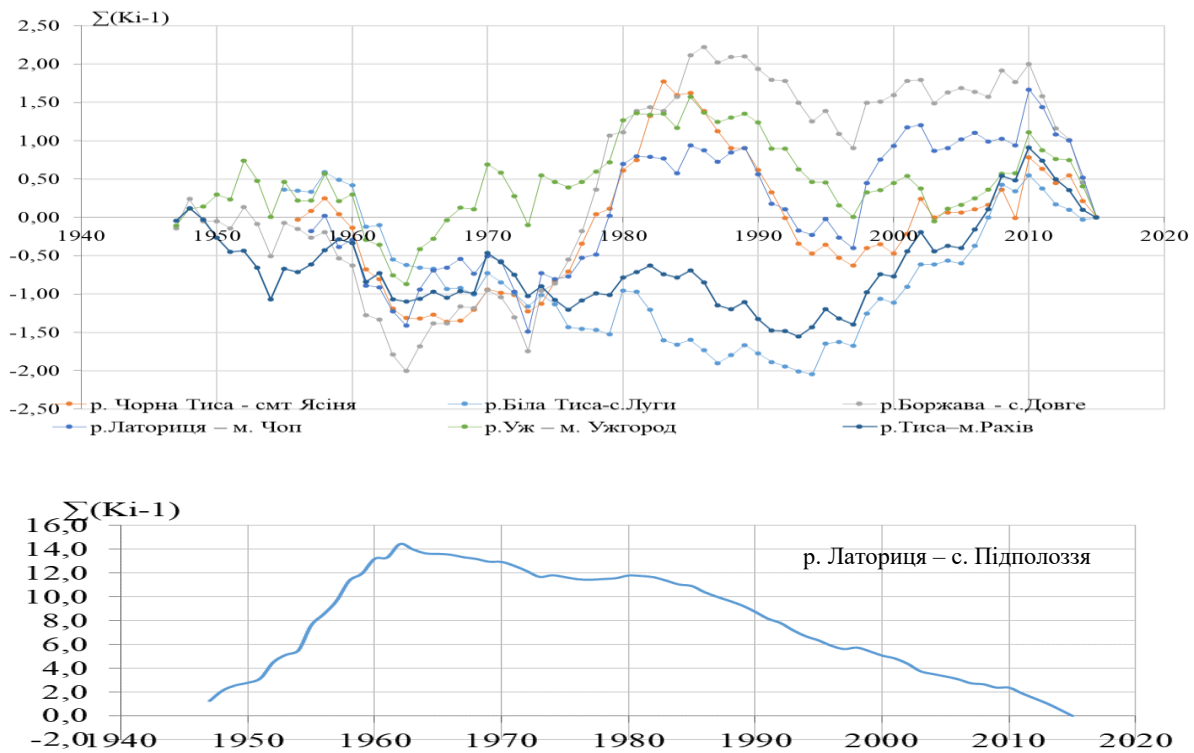 ∑(Ki-1)
2,50
2,00
1,50
1,00
0,50
0,00
1940 1950 1960 1970 1980 1990 2000 2010 2020
-0,50
-1,00
-1,50
-2,00
-2,50
р. Чорна Тиса - смт Ясіня р.Біла Тиса-с.Луги р.Боржава - с.Довге
р.Латориця – м. Чоп р.Уж – м. Ужгород р.Тиса–м.Рахів
∑(Ki-1)
16,0
14,0
р. Латориця – с. Підполоззя
12,0
10,0
8,0
6,0
4,0
2,0
0,0
-2,0 1940 1950 1960 1970 1980 1990 2000 2010 2020